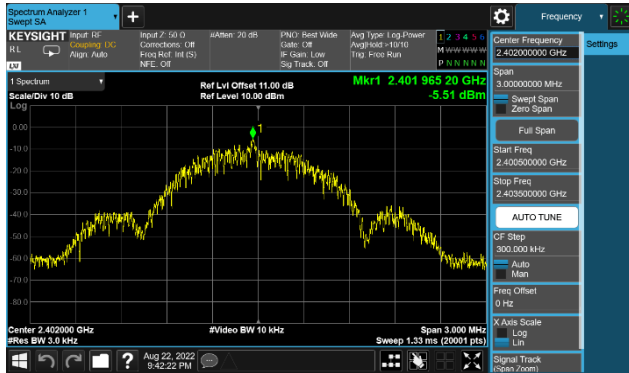 Spectrum Analyzer 1
Swept SA
+
Frequency
KEYSIGHT
RL
LXI
Input: RF
Coupling: DC
Align: Auto
Input Z: 50 Ω
Corrections: Off
Freq Ref: Int (S)
NFE: Off
#Atten: 20 dB
PNO: Best Wide
Gate: Off
IF Gain: Low
Sig Track: Off
Avg Type: Log-Power
Avg|Hold:>10/10
Trig: Free Run
1 2 3 4 5 6
M W W W W W
P N N N N N
1 Spectrum
Scale/Div 10 dB
Log
Ref Lvl Offset 11.00 dB
Ref Level 10.00 dBm
Mkr1 2.401 965 20 GHz
-5.51 dBm
1
0.00
-10.0
-20.0
-30.0
-40.0
-50.0
-60.0
-70.0
-80.0
Center 2.402000 GHz
#Res BW 3.0 kHz
#Video BW 10 kHz
Span 3.000 MHz
Sweep 1.33 ms (20001 pts)
Center Frequency
2.402000000 GHz
Span
3.00000000 MHz
Swept Span
Zero Span
Full Span
Start Freq
2.400500000 GHz
Stop Freq
2.403500000 GHz
AUTO TUNE
CF Step
300.000 kHz
Auto
Man
Freq Offset
0 Hz
X Axis Scale
Log
Lin
Signal Track
(Span Zoom)
Settings
?
Aug 22, 2022
9:42:22 PM